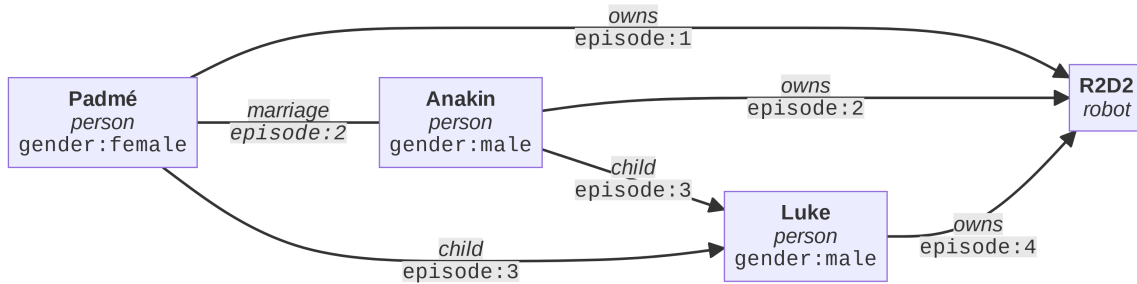 owns
episode:1
Padmé
person
gender:female
marriage
episode:2
Anakin
person
gender:male
owns
episode:2
R2D2
robot
child
episode:3
Luke
person
gender:male
child
episode:3
owns
episode:4